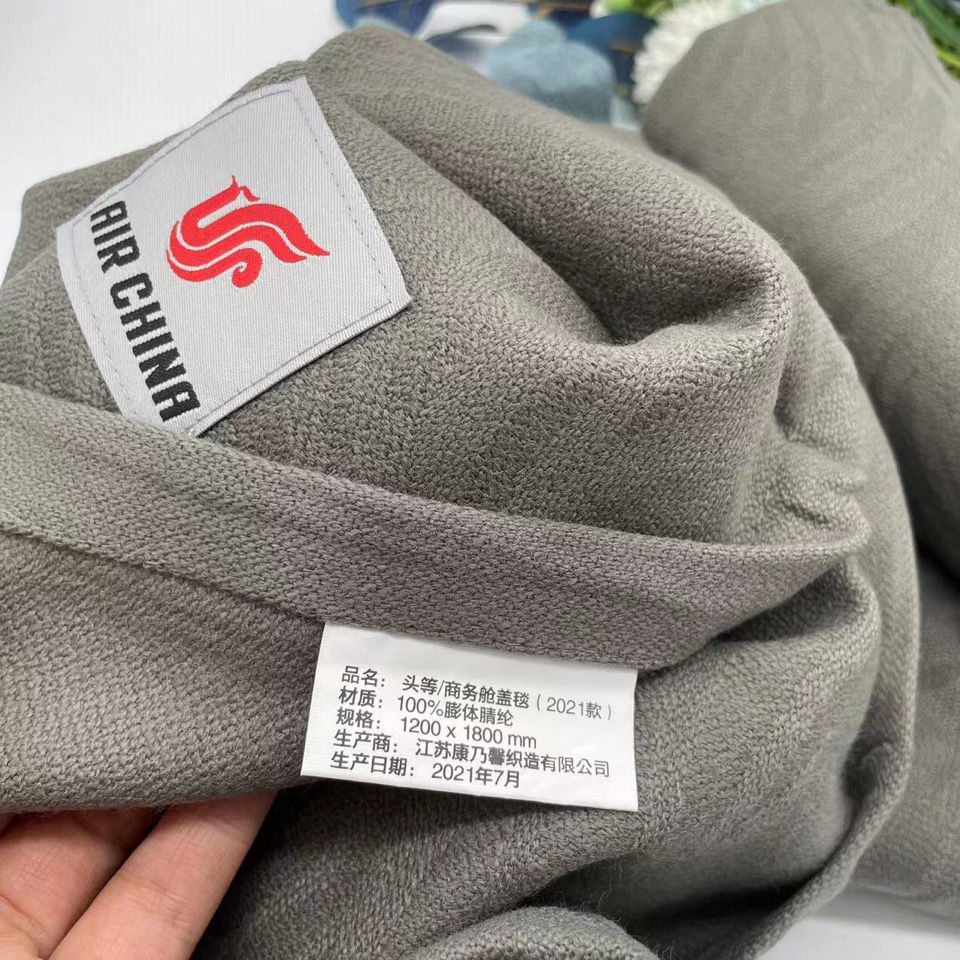 AIR CHINA
品名：头等/商务舱盖毯（2021款）
材质：100%膨体腈纶
规格：1200 x 1800 mm
生产商：江苏康乃馨织造有限公司
生产日期：2021年7月